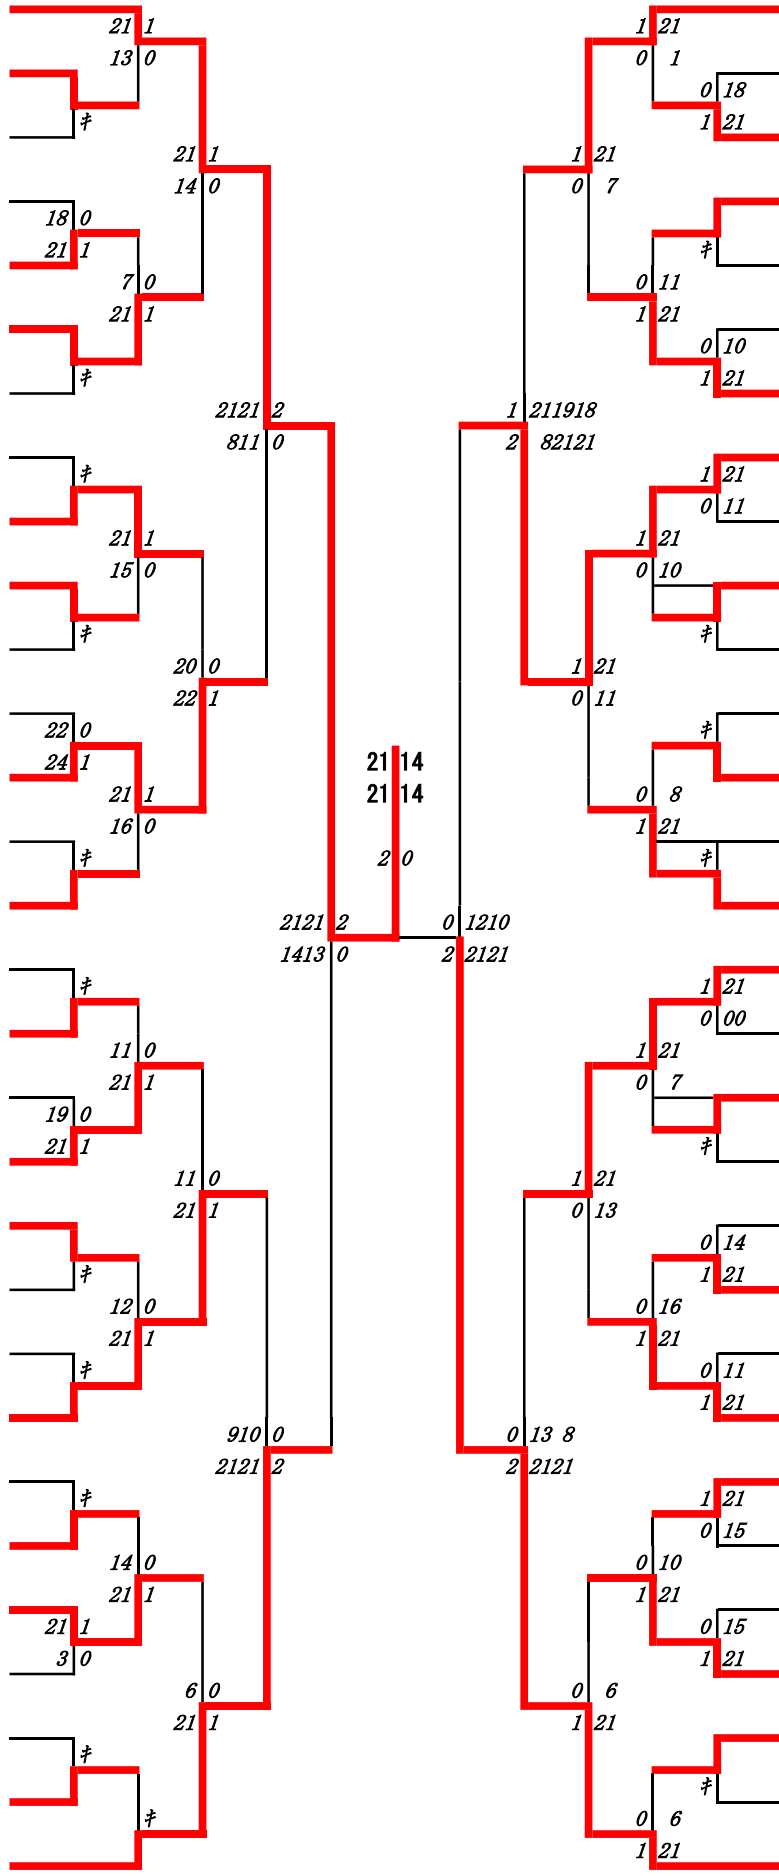 21 1 1 21
13 0 0 1
0 18
ｷ 1 21
21 1 1 21
14 0 0 7
18 0
21 1 ｷ
7 0 0 11
21 1 1 21
0 10
ｷ 1 21
2121 2 1 211918
811 0 2 82121
ｷ 1 21
0 11
21 1 1 21
15 0 0 10
ｷ ｷ
20 0 1 21
22 1 0 11
22 0 ｷ
24 1
21 14
21 1 21 14 0 8
16 0 1 21
ｷ 2 0 ｷ
2121 2 0 1210
1413 0 2 2121
ｷ 1 21
0 00
11 0 1 21
21 1 0 7
19 0
21 1 ｷ
11 0 1 21
21 1 0 13
0 14
ｷ 1 21
12 0 0 16
21 1 1 21
ｷ 0 11
1 21
910 0 0 13 8
2121 2 2 2121
ｷ 1 21
0 15
14 0 0 10
21 1 1 21
21 1 0 15
3 0 1 21
6 0 0 6
21 1 1 21
ｷ
ｷ
ｷ 0 6
1 21